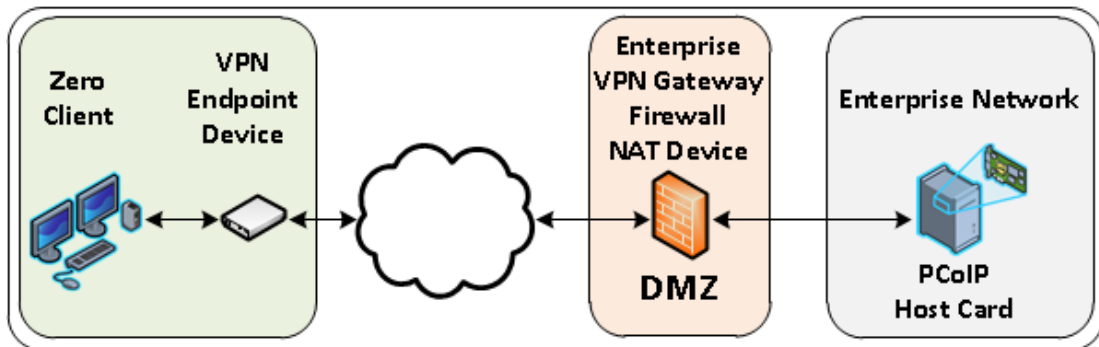 Zero
Client
VPN
Endpoint
Device
Enterprise
VPN Gateway
Firewall
NAT Device
DMZ
Enterprise Network
PCoIP
Host Card